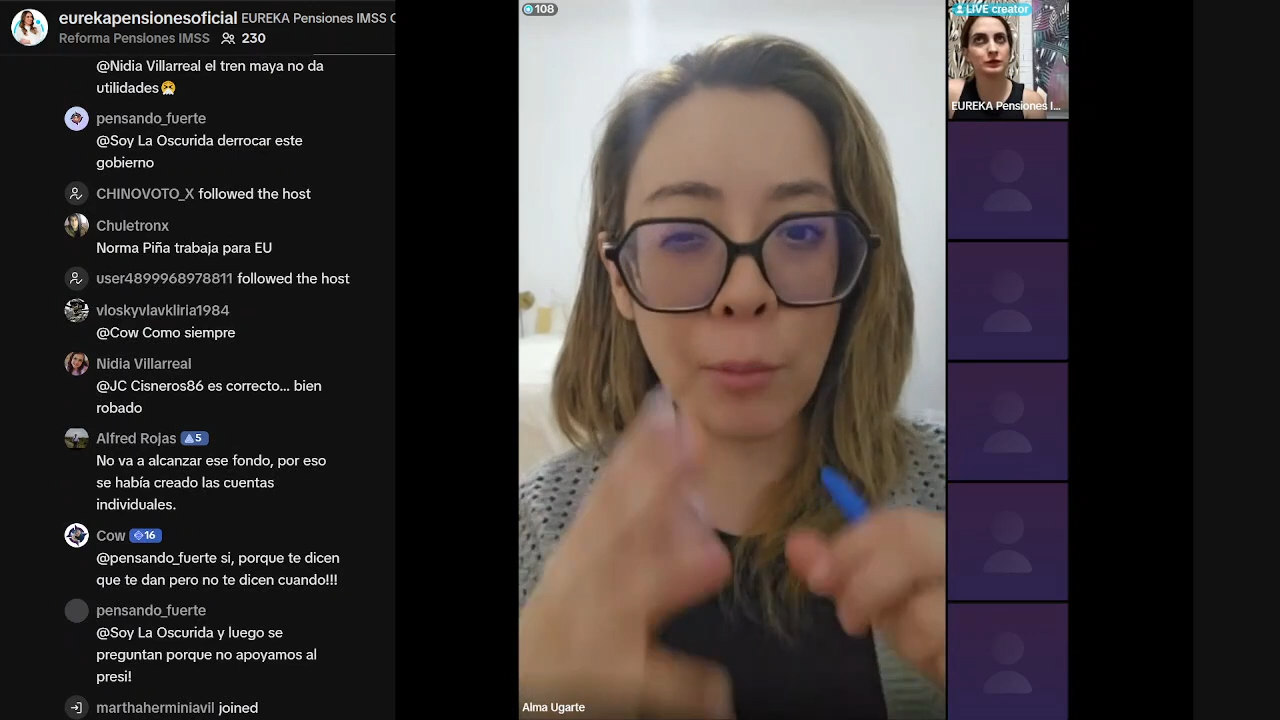 eurekapensionesoficial EUREKA Pensiones IMSS C
Reforma Pensiones IMSS 230
@Nidia Villarreal el tren maya no da
utilidades😷
pensando_fuerte
@Soy La Oscurida derrocar este
gobierno
CHINOVOTO_X followed the host
Chuletronx
Norma Piña trabaja para EU
user4899968978811 followed the host
vloskyvlavkliria1984
@Cow Como siempre
Nidia Villarreal
@JC Cisneros86 es correcto... bien
robado
Alfred Rojas 5
No va a alcanzar ese fondo, por eso
se había creado las cuentas
individuales.
Cow 16
@pensando_fuerte si, porque te dicen
que te dan pero no te dicen cuando!!!
pensando_fuerte
@Soy La Oscurida y luego se
preguntan porque no apoyamos al
presi!
marthaherminiavil joined
108
Alma Ugarte
LIVE creator
EUREKA Pensiones I...